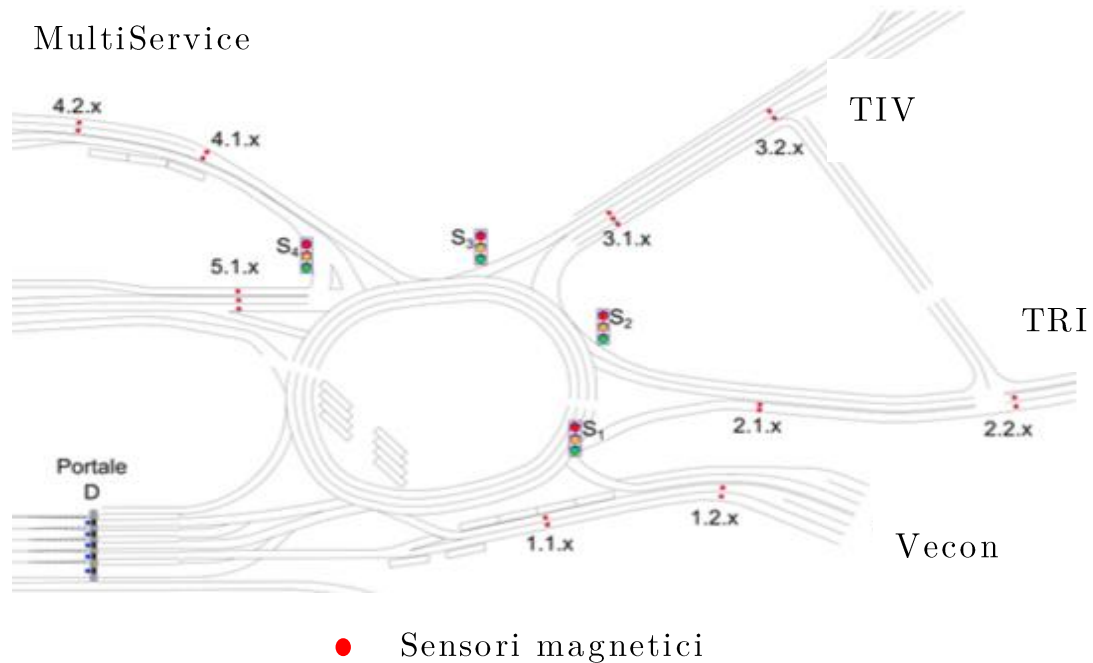 MultiService
4.2.x
4.1.x
TIV
3.2.x
S3
3.1.x
S4
5.1.x
S2
TRI
S1
2.1.x
2.2.x
Portale
D
1.2.x
1.1.x
Vecon
Sensori magnetici